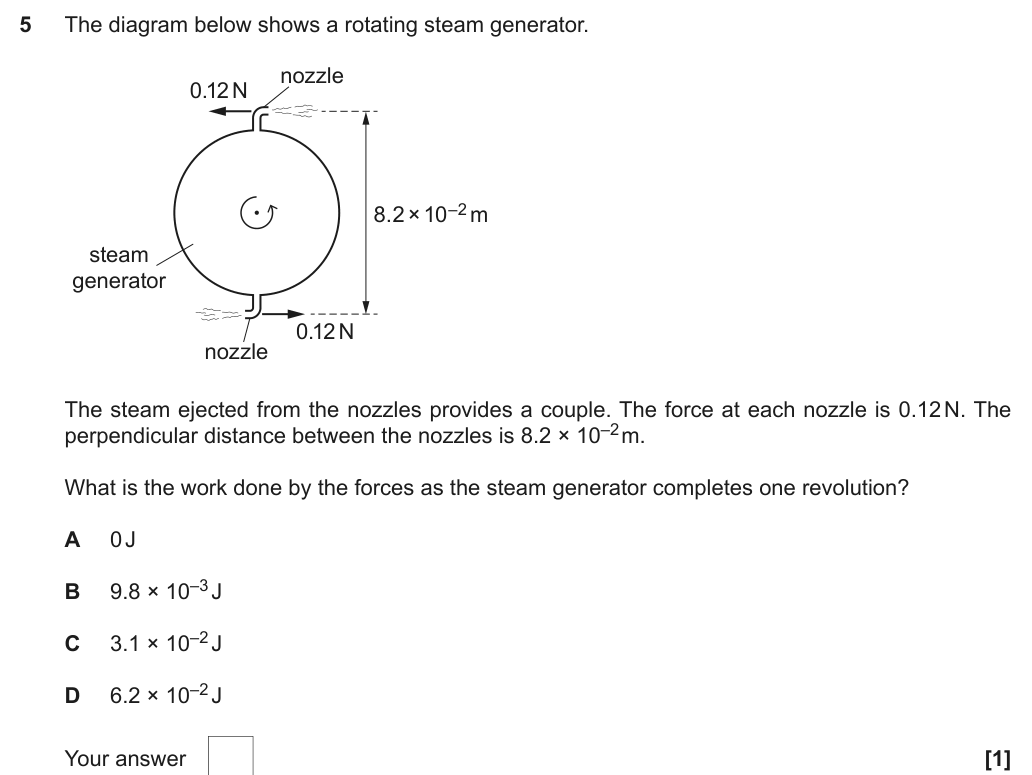 5 The diagram below shows a rotating steam generator.
nozzle
0.12 N
8.2 × 10⁻² m
steam
generator
0.12 N
nozzle
The steam ejected from the nozzles provides a couple. The force at each nozzle is 0.12 N. The
perpendicular distance between the nozzles is 8.2 × 10⁻² m.
What is the work done by the forces as the steam generator completes one revolution?
A 0 J
B 9.8 × 10⁻³ J
C 3.1 × 10⁻² J
D 6.2 × 10⁻² J
Your answer [1]